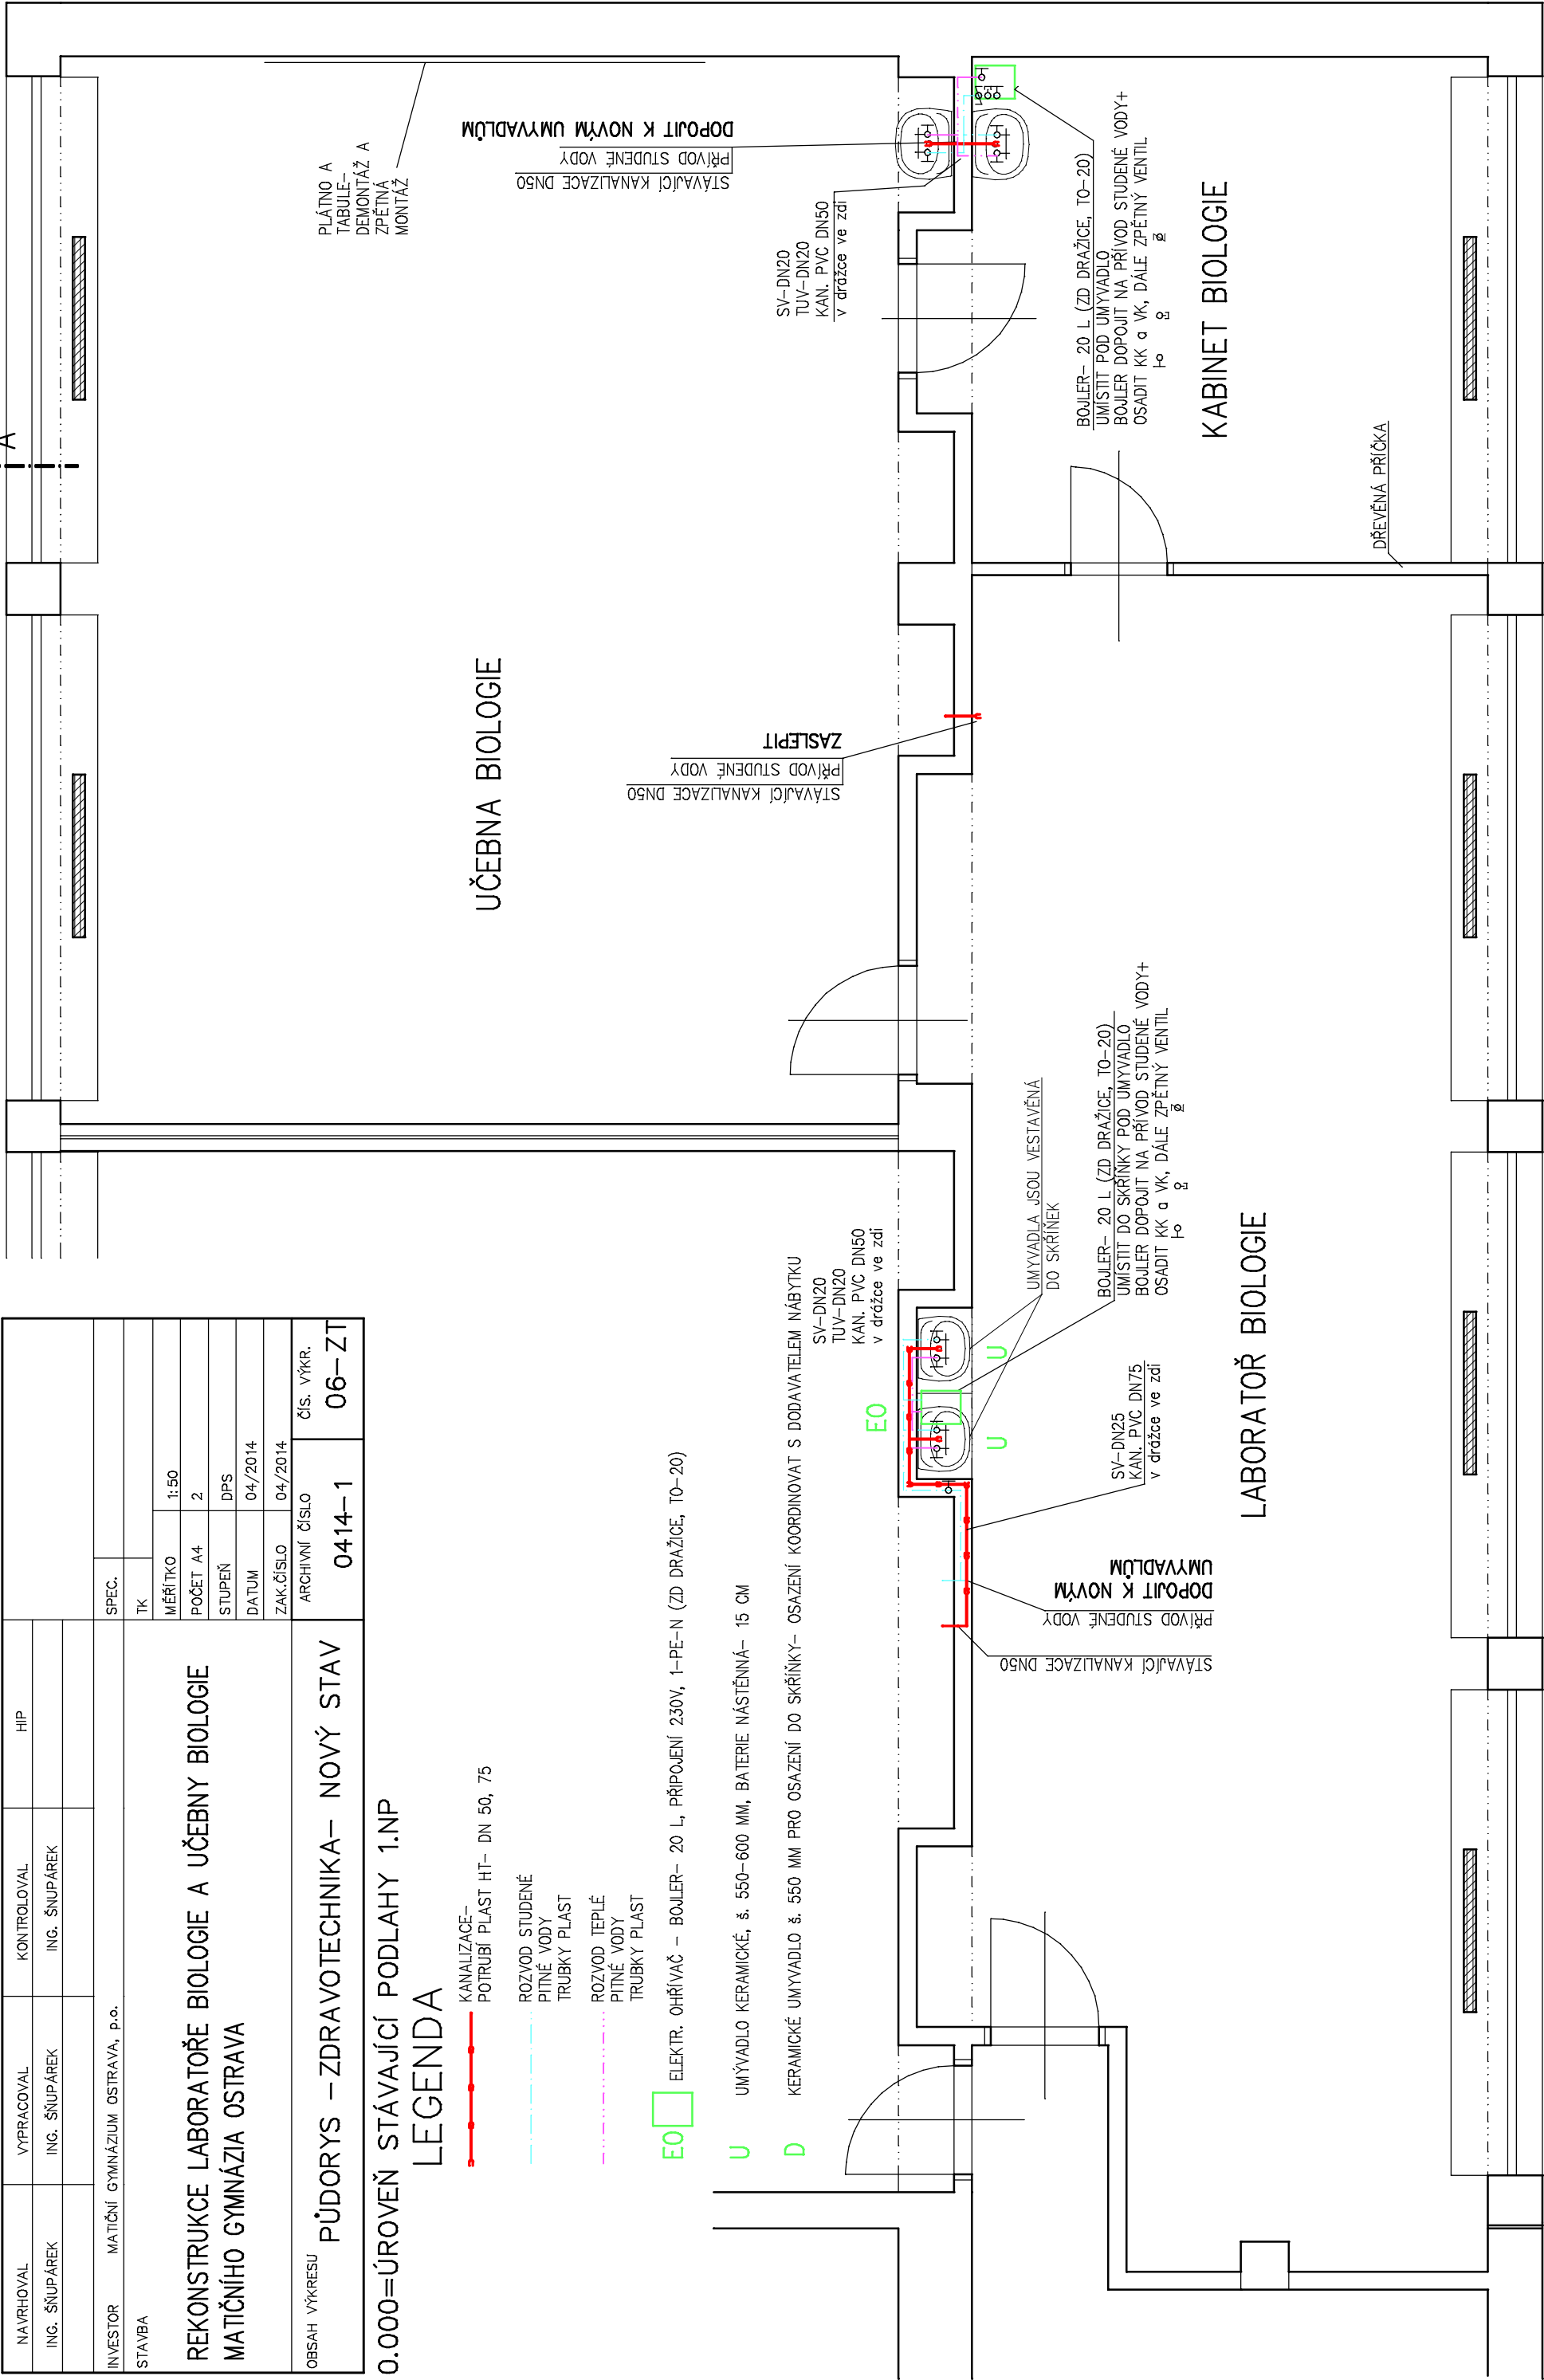 NAVRHOVAL
VYPRACOVAL
KONTROLOVAL
HIP
ING. ŠŇUPÁREK
ING. ŠŇUPÁREK
ING. ŠŇUPÁREK
INVESTOR
MATIČNÍ GYMNÁZIUM OSTRAVA, p.o.
SPEC.
STAVBA
TK
REKONSTRUKCE LABORATOŘE BIOLOGIE A UČEBNY BIOLOGIE
MATIČNÍHO GYMNÁZIA OSTRAVA
MĚŘÍTKO
1:50
POČET A4
2
STUPEŇ
DPS
DATUM
04/2014
ZAK.ČÍSLO
04/2014
OBSAH VÝKRESU
PŮDORYS –ZDRAVOTECHNIKA– NOVÝ STAV
ARCHIVNÍ ČÍSLO
0414–1
ČÍS. VÝKR.
06–ZT
0.000=ÚROVEŇ STÁVAJÍCÍ PODLAHY 1.NP
LEGENDA
KANALIZACE–
POTRUBÍ PLAST HT– DN 50, 75
ROZVOD STUDENÉ
PITNÉ VODY
TRUBKY PLAST
ROZVOD TEPLÉ
PITNÉ VODY
TRUBKY PLAST
EO
ELEKTR. OHŘÍVAČ – BOJLER– 20 L, PŘIPOJENÍ 230V, 1–PE–N (ZD DRAŽICE, TO–20)
U
UMÝVADLO KERAMICKÉ, š. 550–600 MM, BATERIE NÁSTĚNNÁ– 15 CM
D
KERAMICKÉ UMYVADLO š. 550 MM PRO OSAZENÍ DO SKŘÍŇKY– OSAZENÍ KOORDINOVAT S DODAVATELEM NÁBYTKU
A
PLÁTNO A
TABULE–
DEMONTÁŽ A
ZPĚTNÁ
MONTÁŽ
UČEBNA BIOLOGIE
STÁVAJÍCÍ KANALIZACE DN50
PŘÍVOD STUDENÉ VODY
DOPOJIT K NOVÝM UMYVADLŮM
SV–DN20
TUV–DN20
KAN. PVC DN50
v drážce ve zdi
STÁVAJÍCÍ KANALIZACE DN50
PŘÍVOD STUDENÉ VODY
ZASLEPIT
BOJLER– 20 L (ZD DRAŽICE, TO–20)
UMÍSTIT POD UMYVADLO
BOJLER DOPOJIT NA PŘÍVOD STUDENÉ VODY+
OSADIT KK a VK, DÁLE ZPĚTNÝ VENTIL
KABINET BIOLOGIE
DŘEVĚNÁ PŘÍČKA
SV–DN20
TUV–DN20
KAN. PVC DN50
v drážce ve zdi
EO
U
U
UMYVADLA JSOU VESTAVĚNÁ
DO SKŘÍNĚK
BOJLER– 20 L (ZD DRAŽICE, TO–20)
UMÍSTIT DO SKŘÍŇKY POD UMYVADLO
BOJLER DOPOJIT NA PŘÍVOD STUDENÉ VODY+
OSADIT KK a VK, DÁLE ZPĚTNÝ VENTIL
SV–DN25
KAN. PVC DN75
v drážce ve zdi
STÁVAJÍCÍ KANALIZACE DN50
PŘÍVOD STUDENÉ VODY
DOPOJIT K NOVÝM
UMYVADLŮM
LABORATOŘ BIOLOGIE